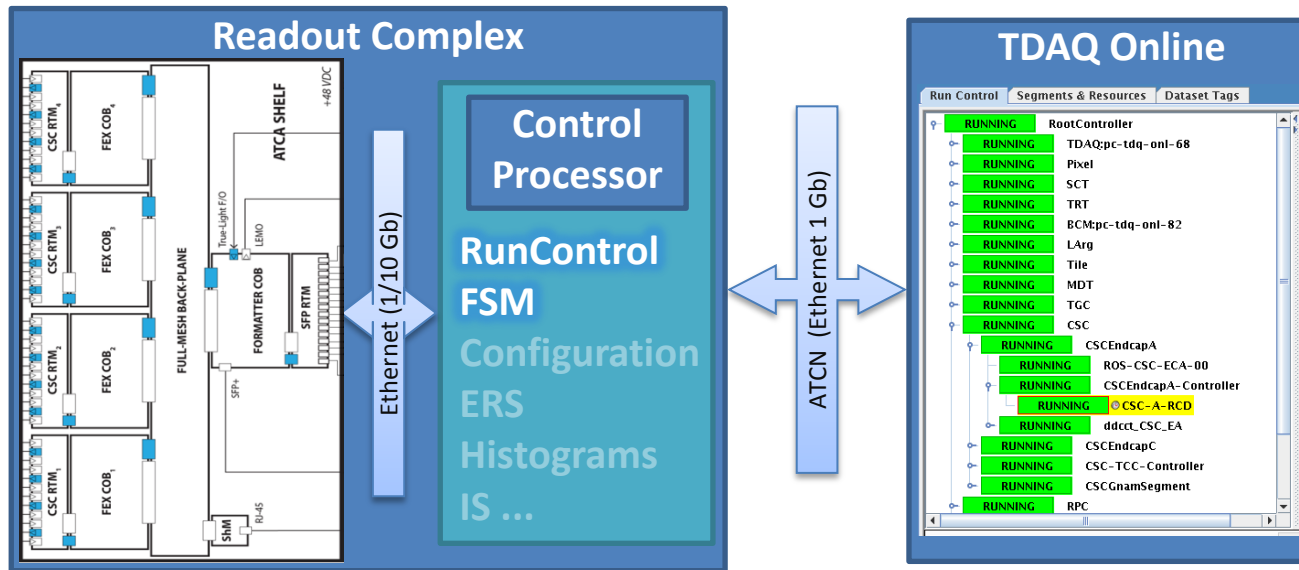 Readout Complex
CSC RTM4
FEX COB4
CSC RTM3
FEX COB3
CSC RTM2
FEX COB2
CSC RTM1
FEX COB1
FULL-MESH BACK-PLANE
ATCA SHELF
+48 VDC
True-Light F/O
LEMO
FORMATTER COB
SFP RTM
SFP+
ShM
RJ-45
Ethernet (1/10 Gb)
Control
Processor
RunControl
FSM
Configuration
ERS
Histograms
IS ...
ATCN (Ethernet 1 Gb)
TDAQ Online
Run Control Segments & Resources Dataset Tags
RUNNING RootController
RUNNING TDAQ:pc-tdq-onl-68
RUNNING Pixel
RUNNING SCT
RUNNING TRT
RUNNING BCM:pc-tdq-onl-82
RUNNING LArg
RUNNING Tile
RUNNING MDT
RUNNING TGC
RUNNING CSC
RUNNING CSCEndcapA
RUNNING ROS-CSC-ECA-00
RUNNING CSCEndcapA-Controller
RUNNING CSC-A-RCD
RUNNING ddcct_CSC_EA
RUNNING CSCEndcapC
RUNNING CSC-TCC-Controller
RUNNING CSCGnamSegment
RUNNING RPC